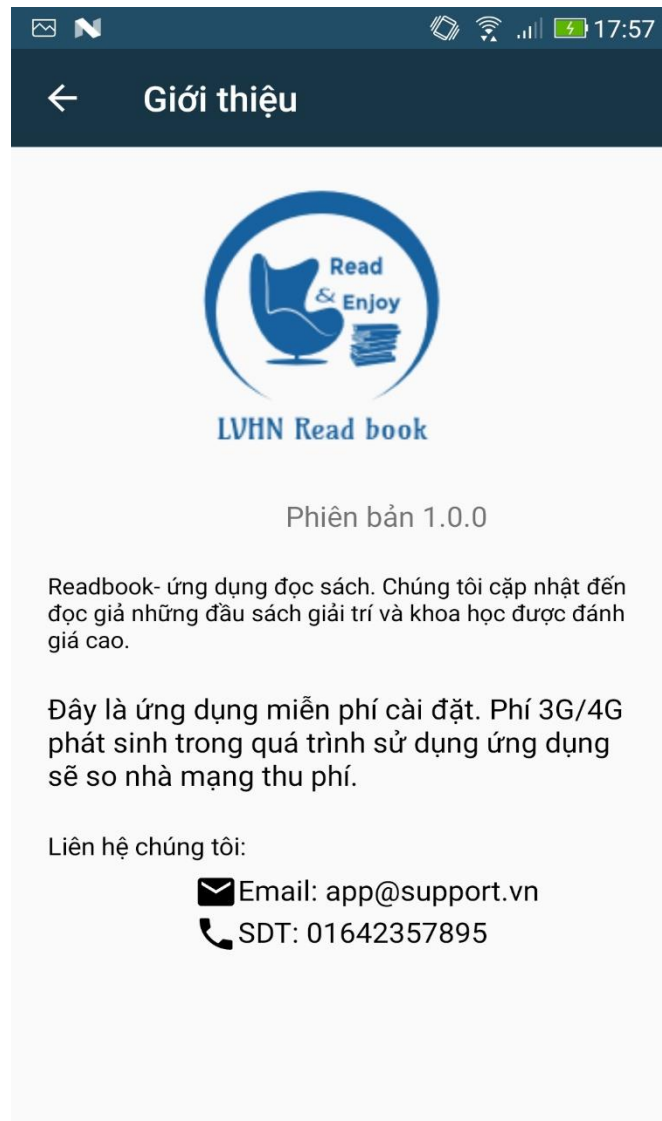 17:57
Giới thiệu
Read
& Enjoy
LVHN Read book
Phiên bản 1.0.0
Readbook- ứng dụng đọc sách. Chúng tôi cặp nhật đến
đọc giả những đầu sách giải trí và khoa học được đánh
giá cao.
Đây là ứng dụng miễn phí cài đặt. Phí 3G/4G
phát sinh trong quá trình sử dụng ứng dụng
sẽ so nhà mạng thu phí.
Liên hệ chúng tôi:
Email: app@support.vn
SDT: 01642357895